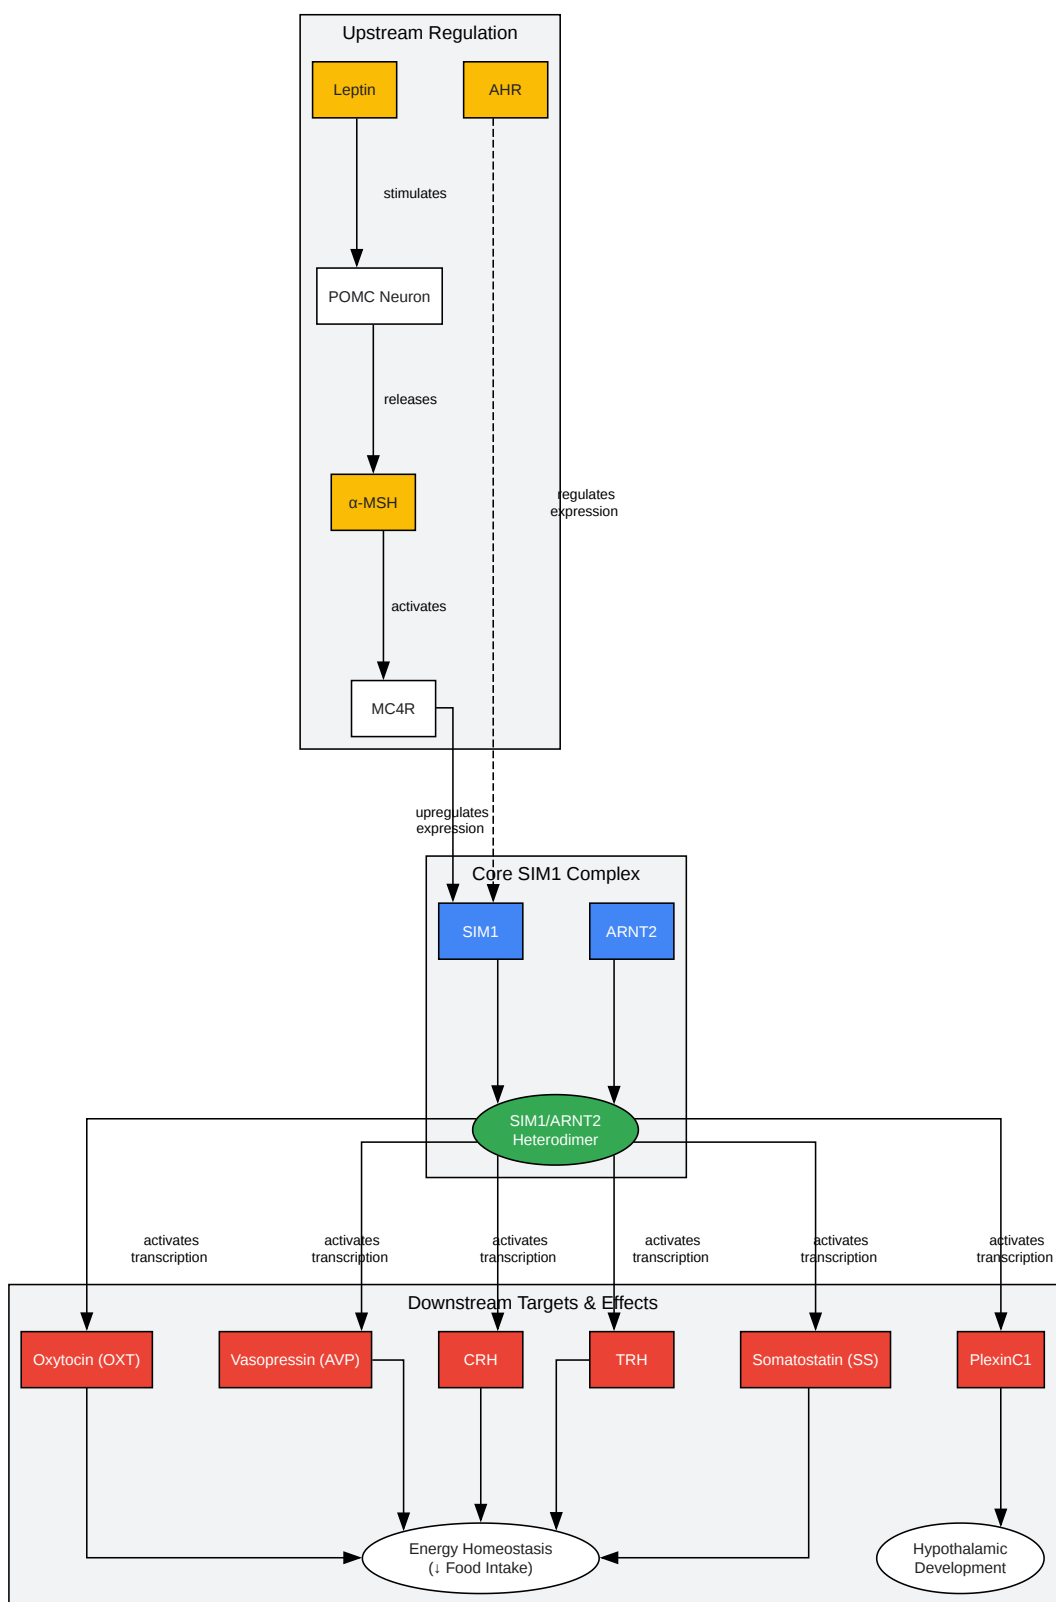 Upstream Regulation
Leptin
AHR
stimulates
POMC Neuron
releases
α-MSH
regulates
expression
activates
MC4R
upregulates
expression
Core SIM1 Complex
SIM1
ARNT2
SIM1/ARNT2
Heterodimer
activates
transcription
activates
transcription
activates
transcription
activates
transcription
activates
transcription
activates
transcription
Downstream Targets & Effects
Oxytocin (OXT)
Vasopressin (AVP)
CRH
TRH
Somatostatin (SS)
PlexinC1
Energy Homeostasis
(↓ Food Intake)
Hypothalamic
Development